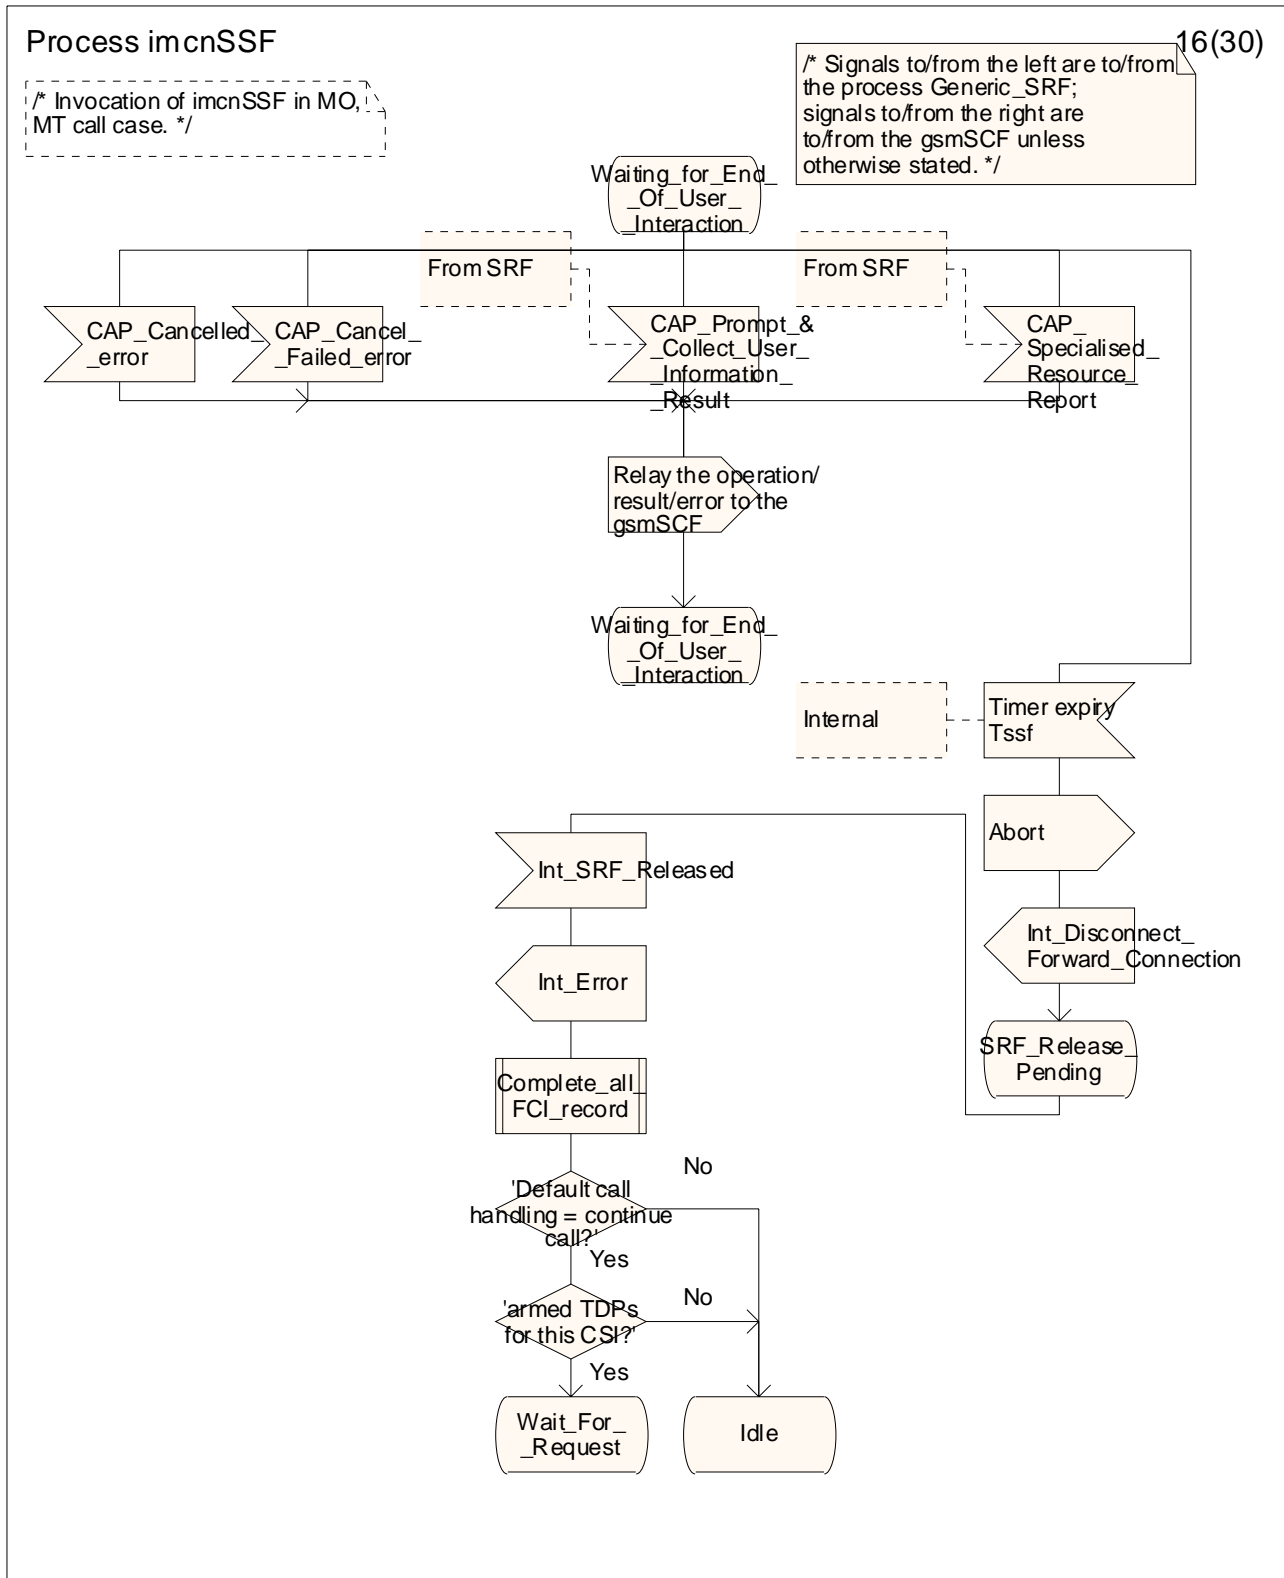 Process imcnSSF
16(30)
/* Invocation of imcnSSF in MO,
MT call case. */
/* Signals to/from the left are to/from
the process Generic_SRF;
signals to/from the right are
to/from the gsmSCF unless
otherwise stated. */
Waiting_for_End_
_Of_User_
_Interaction
From SRF
From SRF
CAP_Cancelled_
_error
CAP_Cancel_
_Failed_error
CAP_Prompt_&
_Collect_User_
_Information_
_Result
CAP_
Specialised_
Resource_
Report
Relay the operation/
result/error to the
gsmSCF
Waiting_for_End_
_Of_User_
_Interaction
Internal
Timer expiry
Tssf
Abort
Int_SRF_Released
Int_Disconnect_
Forward_Connection
Int_Error
SRF_Release_
Pending
Complete_all_
FCI_record
No
'Default call
handling = continue
call?'
Yes
No
'armed TDPs
for this CSI?'
Yes
Wait_For_
_Request
Idle